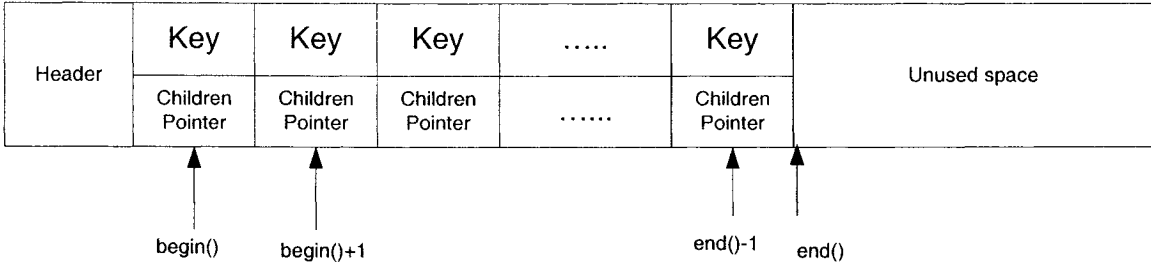 Header
Key
Key
Key
.....
Key
Unused space
Children
Pointer
Children
Pointer
Children
Pointer
......
Children
Pointer
begin()
begin()+1
end()-1
end()